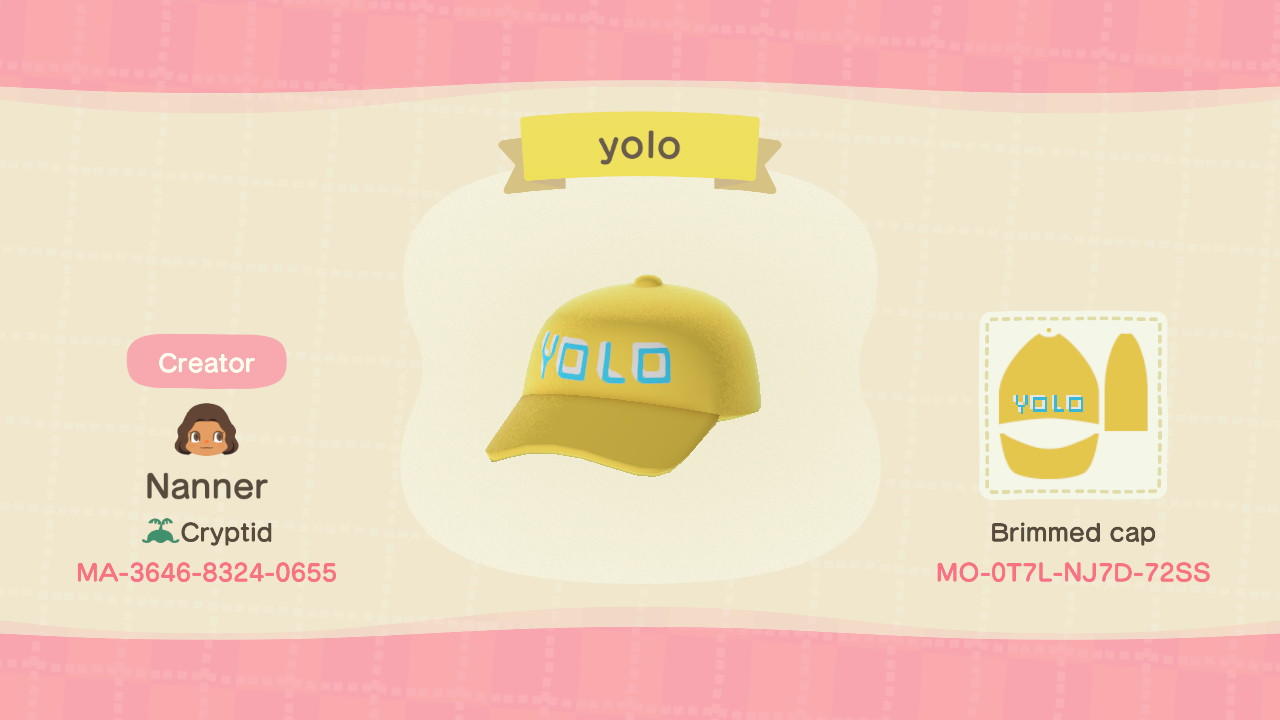 yolo
YOLO
Creator
Nanner
Cryptid
MA-3646-8324-0655
YOLO
Brimmed cap
MO-0T7L-NJ7D-72SS